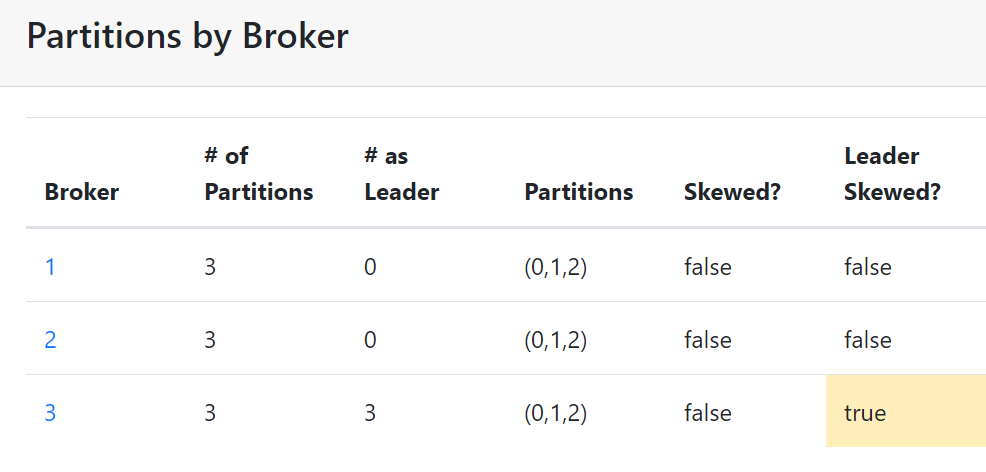 Partitions by Broker
Broker # of Partitions # as Leader Partitions Skewed? Leader Skewed?
1 3 0 (0,1,2) false false
2 3 0 (0,1,2) false false
3 3 3 (0,1,2) false true